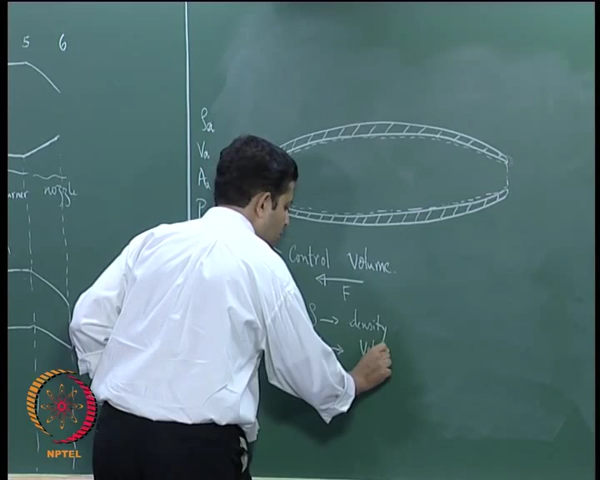 5 6
nozzle
ρa
Va
Aa
P
Control Volume.
F
ρ → density
→
NPTEL